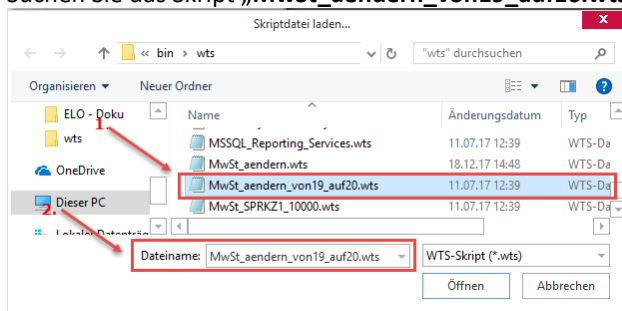 Suchen Sie das Skript „MwSt_aendern_von19_auf20.wts
Skriptdatei laden...
x
« bin › wts
"wts" durchsuchen
Organisieren
Neuer Ordner
?
ELO - Doku
wts
OneDrive
Dieser PC
1.
2.
Name
Änderungsdatum
Typ
MSSQL_Reporting_Services.wts
11.07.17 12:39
WTS-Da
MwSt_aendern.wts
18.12.17 14:48
WTS-Da
MwSt_aendern_von19_auf20.wts
11.07.17 12:39
WTS-Da
MwSt_SPRKZ1_10000.wts
11.07.17 12:39
WTS-Da
Dateiname:
MwSt_aendern_von19_auf20.wts
WTS-Skript (*.wts)
Öffnen
Abbrechen